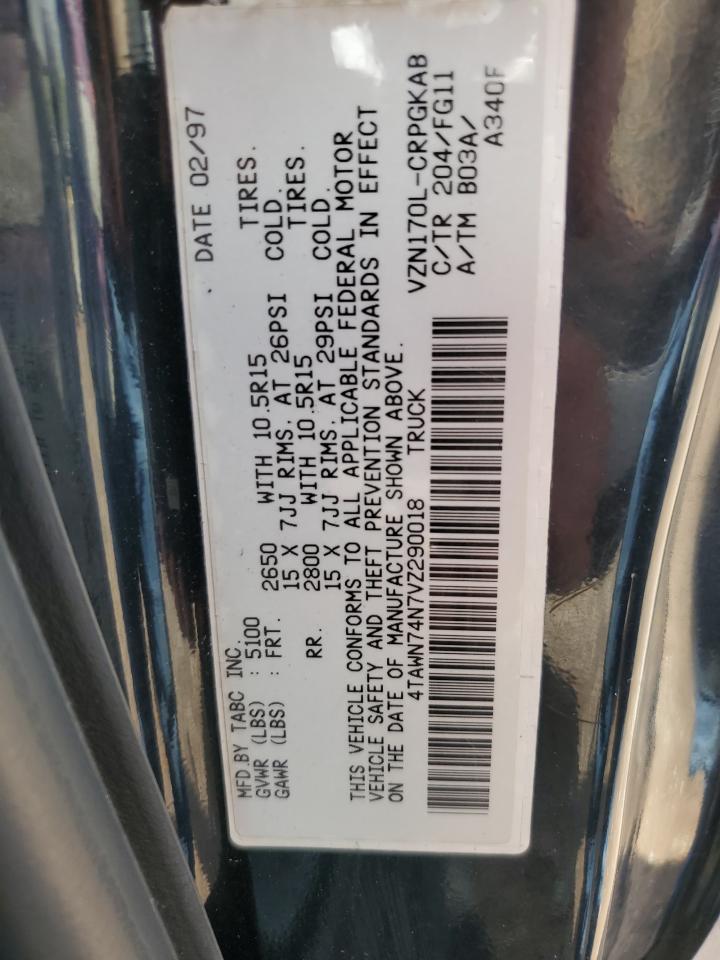 MFD.BY TABC INC. DATE 02/97
GVWR (LBS) : 5100
GAWR (LBS) : FRT. 2650 WITH 10.5R15 TIRES.
15 X 7JJ RIMS. AT 26PSI COLD.
RR. 2800 WITH 10.5R15 TIRES.
15 X 7JJ RIMS. AT 29PSI COLD.
THIS VEHICLE CONFORMS TO ALL APPLICABLE FEDERAL MOTOR
VEHICLE SAFETY AND THEFT PREVENTION STANDARDS IN EFFECT
ON THE DATE OF MANUFACTURE SHOWN ABOVE.
4TAWN74N7VZ290018 TRUCK
VZN170L-CRPGKAB
C/TR 204/FG11
A/TM B03A/
A340F